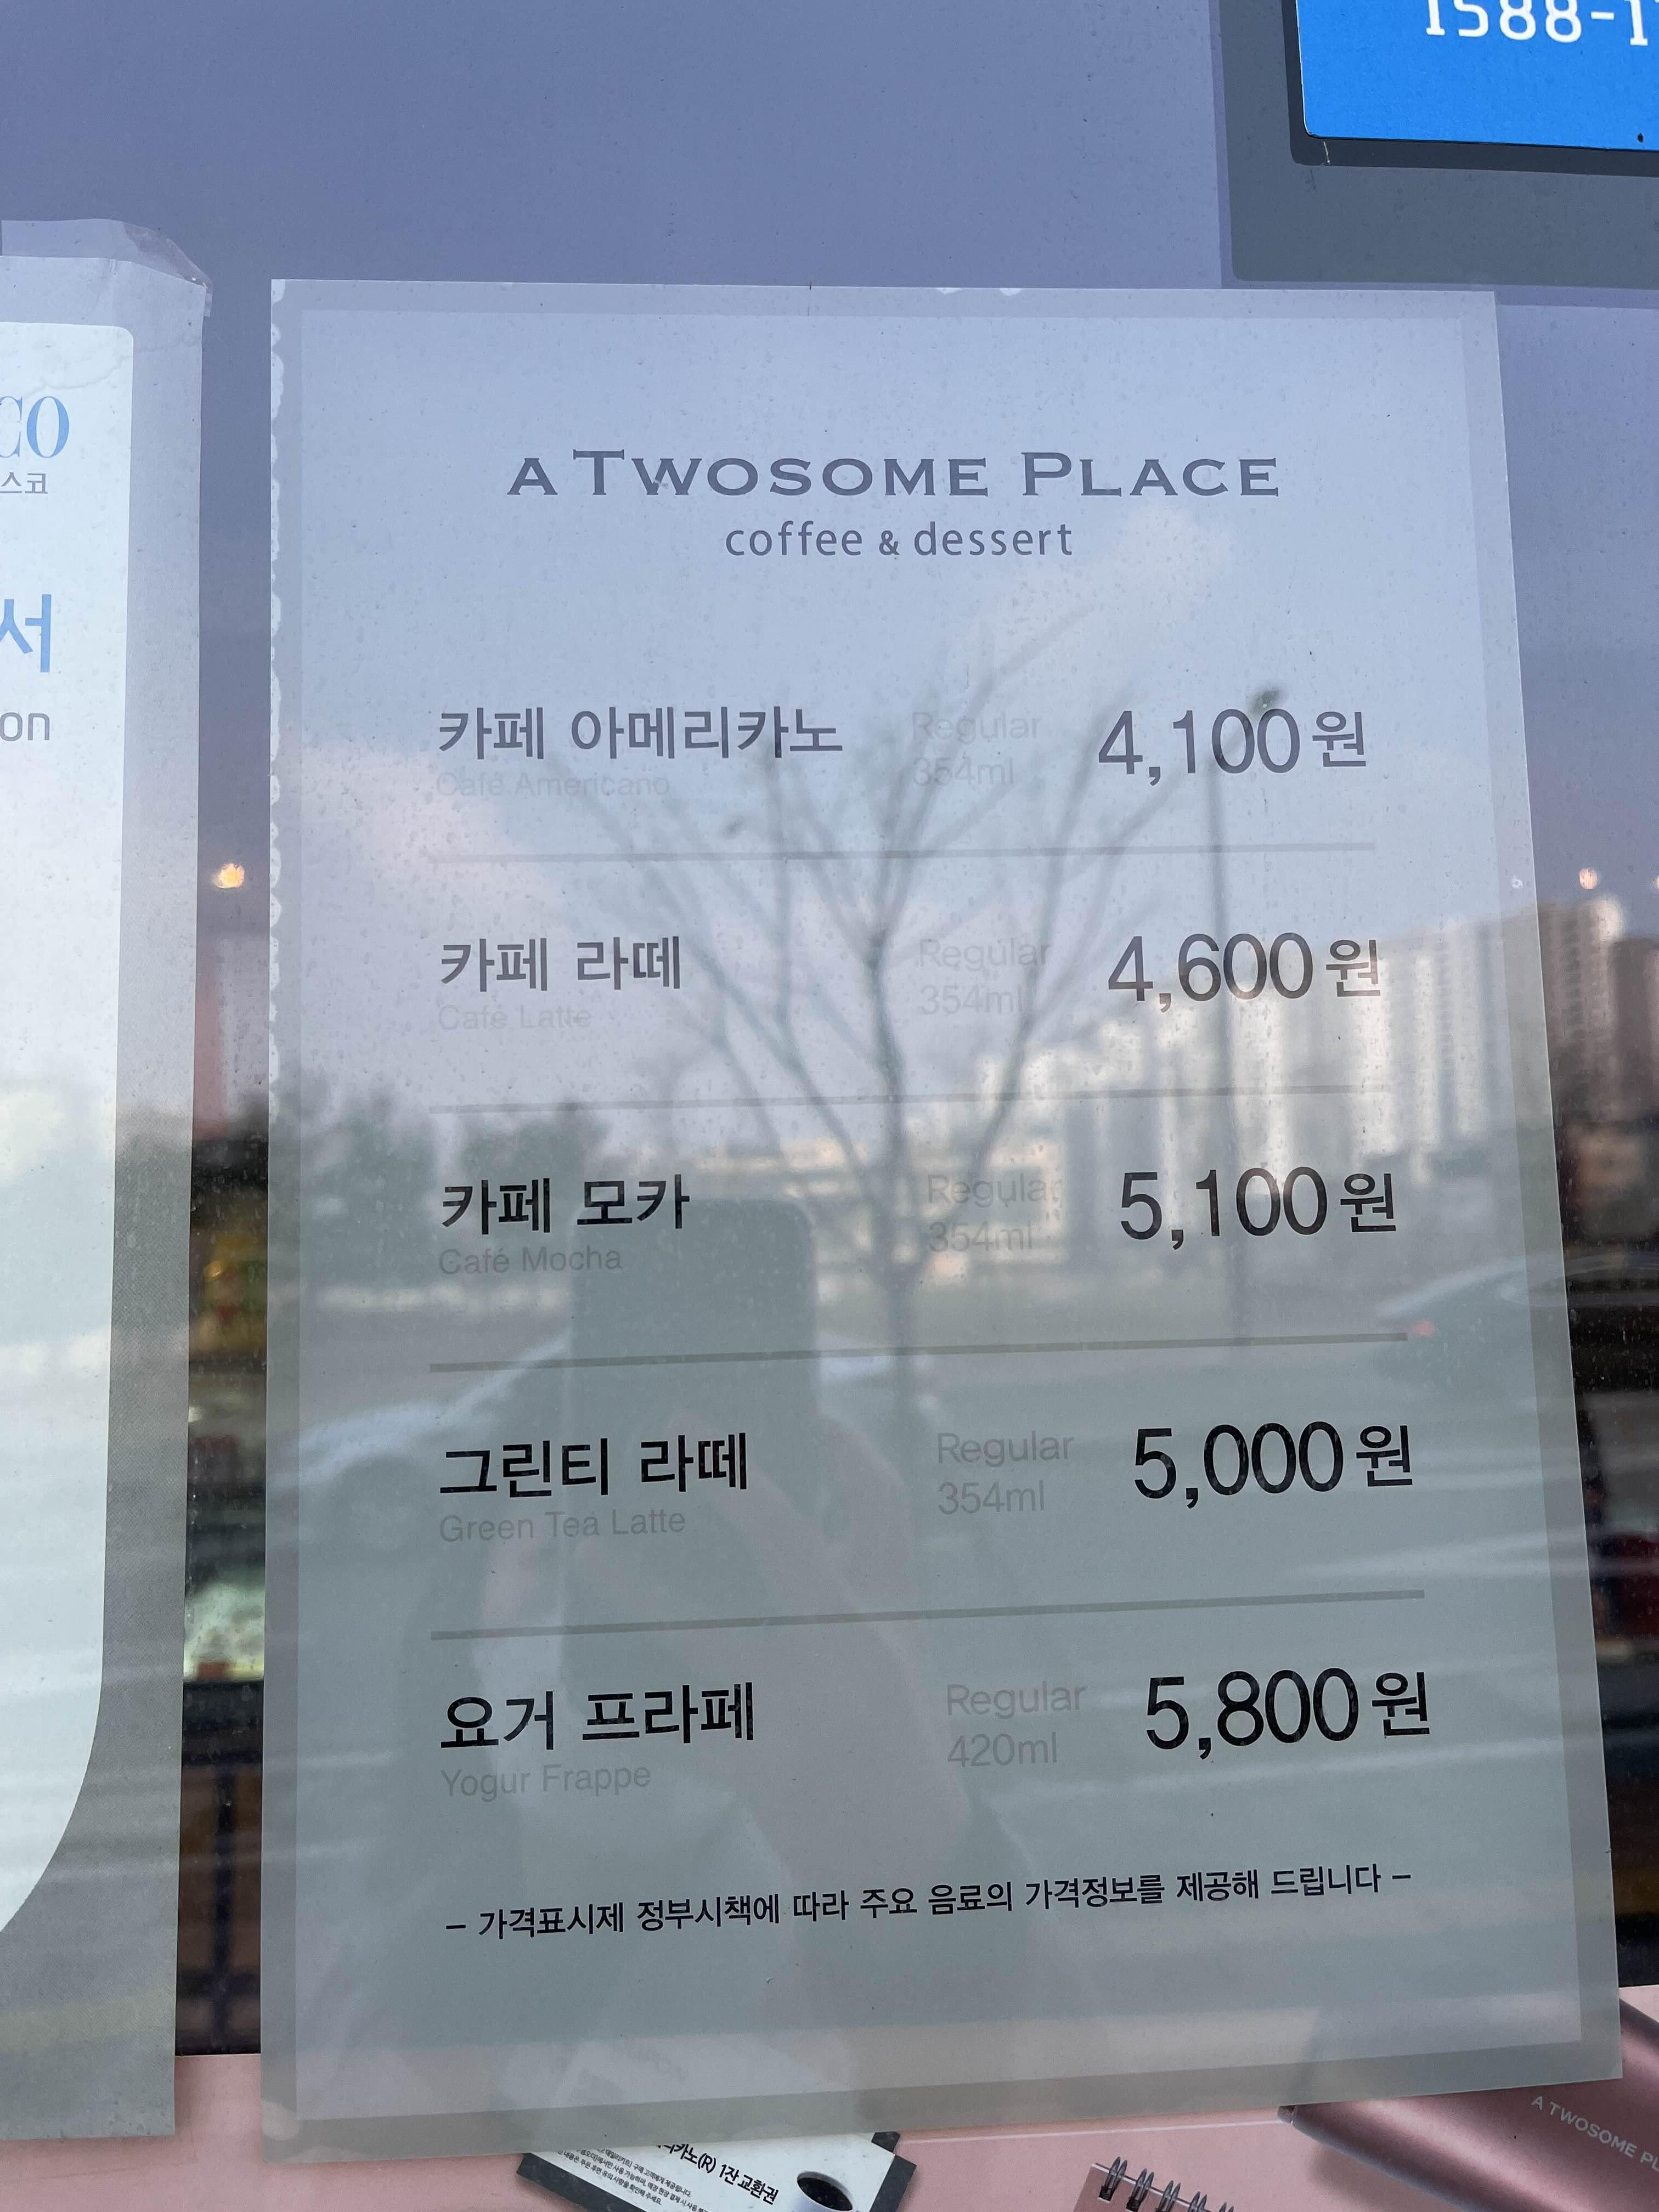 1588-1
CO
스코
서
on
A TWOSOME PLACE
coffee & dessert
카페 아메리카노 Regular 4,100원
Café Americano 354ml
카페 라떼 Regular 4,600원
Café Latte 354ml
카페 모카 Regular 5,100원
Café Mocha 354ml
그린티 라떼 Regular 5,000원
Green Tea Latte 354ml
요거 프라페 Regular 5,800원
Yogur Frappe 420ml
– 가격표시제 정부시책에 따라 주요 음료의 가격정보를 제공해 드립니다 –
카노(R) 1잔 교환권
A TWOSOME PL